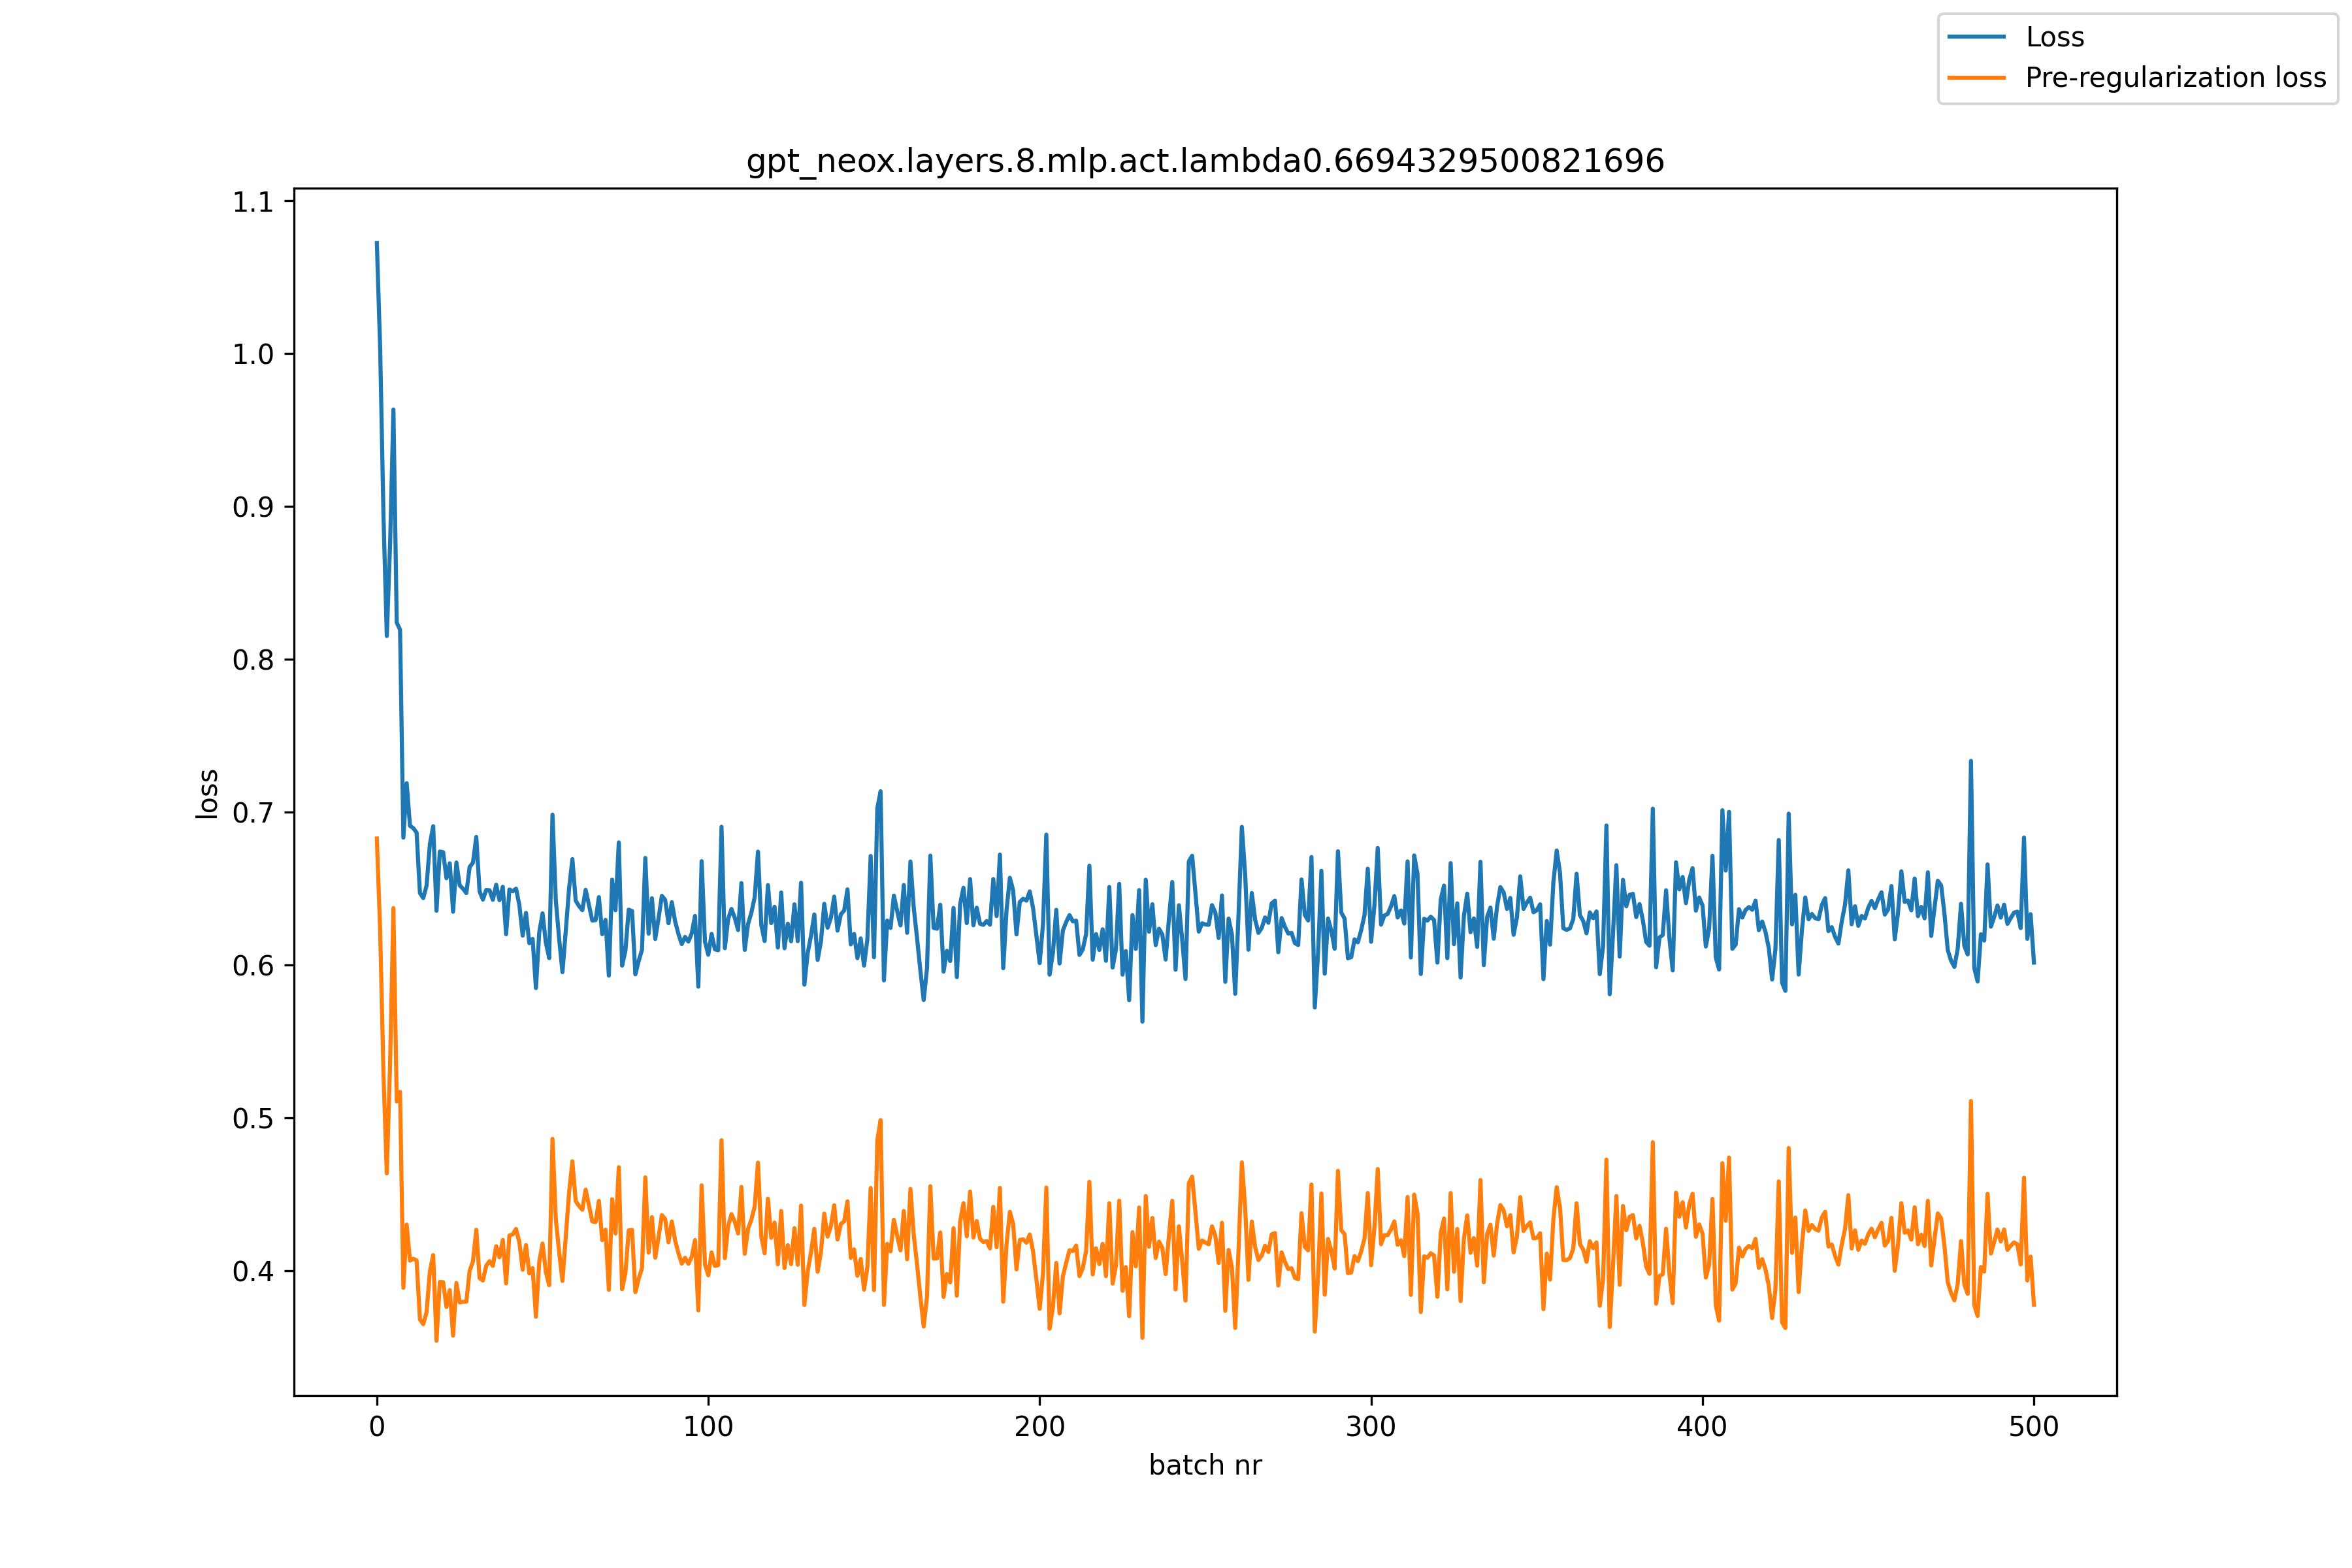 Loss
Pre-regularization loss
gpt_neox.layers.8.mlp.act.lambda0.6694329500821696
1.1
1.0
0.9
0.8
0.7
0.6
0.5
0.4
loss
0 100 200 300 400 500
batch nr